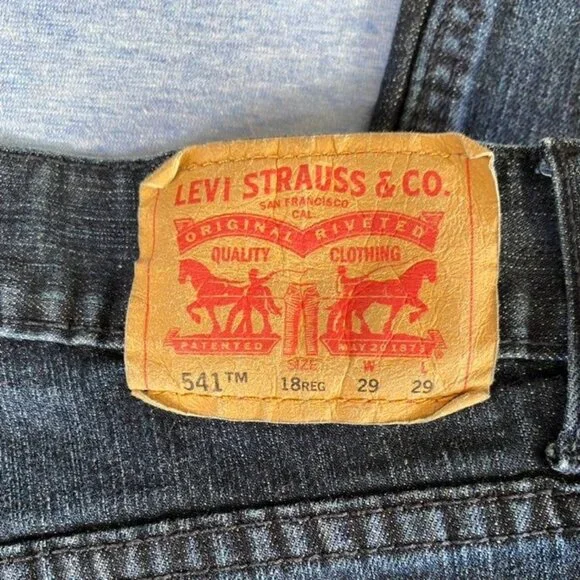 LEVI STRAUSS & CO.
SAN FRANCISCO
CAL
ORIGINAL RIVETED
QUALITY CLOTHING
PATENTED MAY 20 1873
SIZE W L
541™ 18REG 29 29